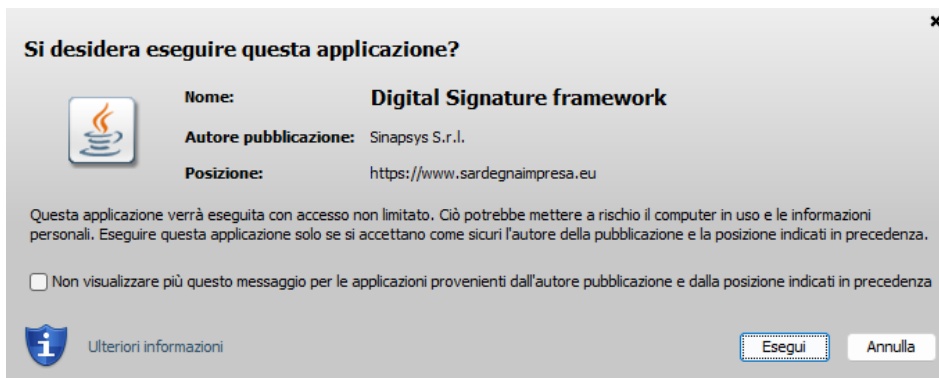 Si desidera eseguire questa applicazione?
Nome: Digital Signature framework
Autore pubblicazione: Sinapsys S.r.l.
Posizione: https://www.sardegnaimpresa.eu
Questa applicazione verrà eseguita con accesso non limitato. Ciò potrebbe mettere a rischio il computer in uso e le informazioni
personali. Eseguire questa applicazione solo se si accettano come sicuri l'autore della pubblicazione e la posizione indicati in precedenza.
Non visualizzare più questo messaggio per le applicazioni provenienti dall'autore pubblicazione e dalla posizione indicati in precedenza
Ulteriori informazioni Esegui Annulla